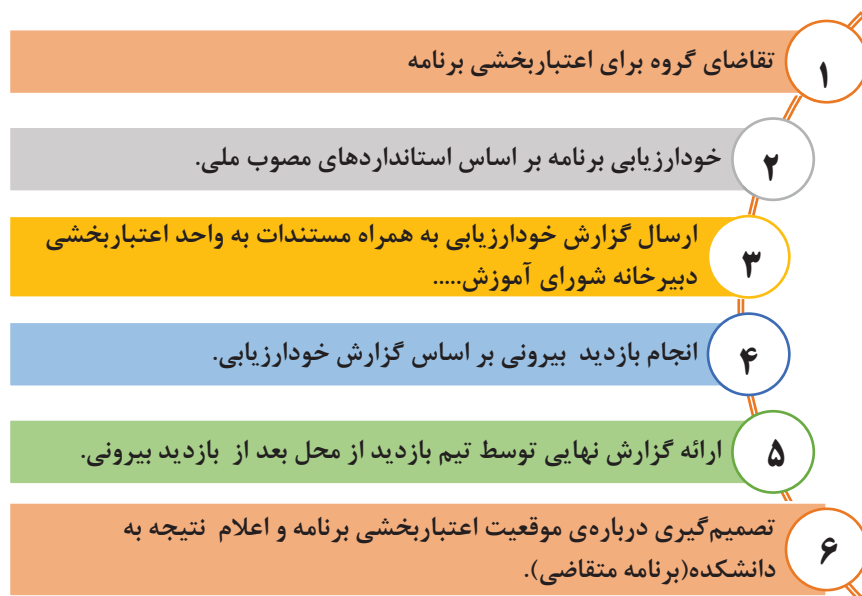 ۱
تقاضای گروه برای اعتباربخشی برنامه
۲
خودارزیابی برنامه بر اساس استانداردهای مصوب ملی.
۳
ارسال گزارش خودارزیابی به همراه مستندات به واحد اعتباربخشی
دبیرخانه شورای آموزش.....
۴
انجام بازدید بیرونی بر اساس گزارش خودارزیابی.
۵
ارائه گزارش نهایی توسط تیم بازدید از محل بعد از بازدید بیرونی.
۶
تصمیم‌گیری درباره‌ی موقعیت اعتباربخشی برنامه و اعلام نتیجه به
دانشکده(برنامه متقاضی).